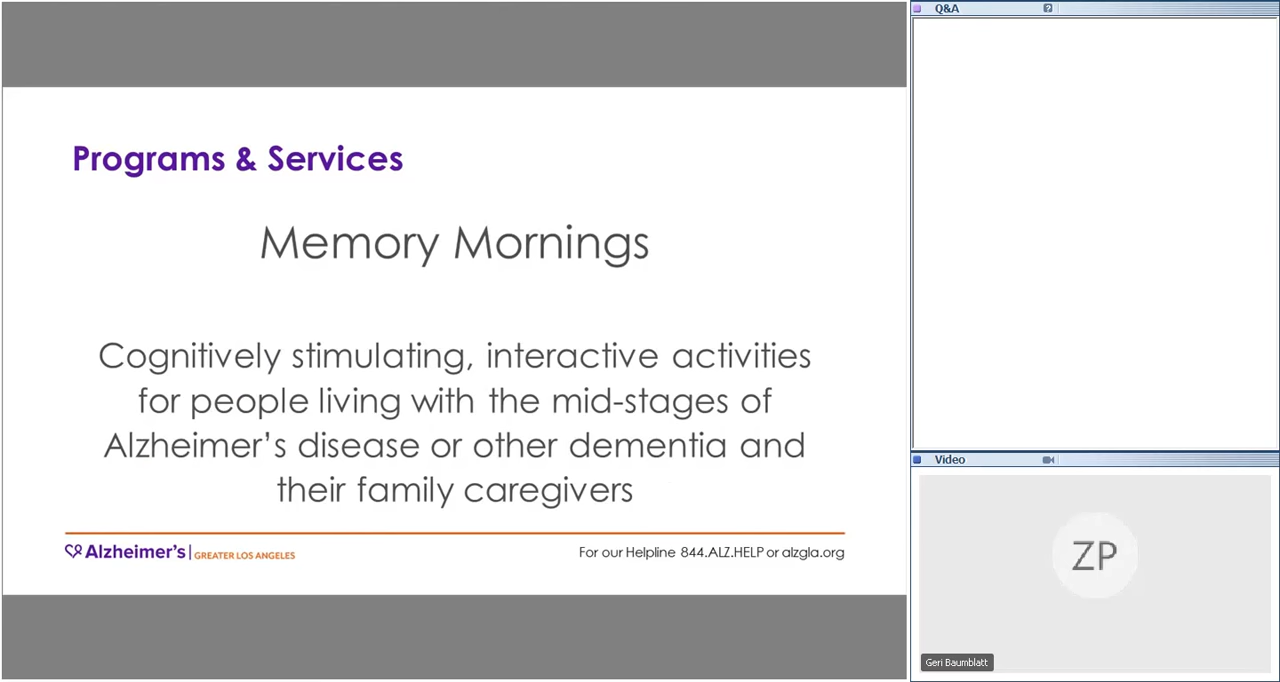 Programs & Services
Memory Mornings
Cognitively stimulating, interactive activities
for people living with the mid-stages of
Alzheimer’s disease or other dementia and
their family caregivers
Alzheimer’s | GREATER LOS ANGELES
For our Helpline 844.ALZ.HELP or alzgla.org
Q&A
?
Video
ZP
Geri Baumblatt